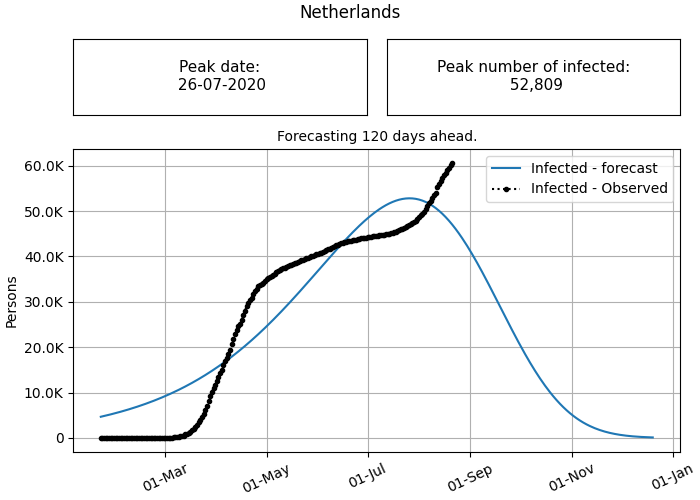 Netherlands
Peak date:
26-07-2020
Peak number of infected:
52,809
Forecasting 120 days ahead.
Infected - forecast
Infected - Observed
Persons
60.0K
50.0K
40.0K
30.0K
20.0K
10.0K
0
01-Mar
01-May
01-Jul
01-Sep
01-Nov
01-Jan